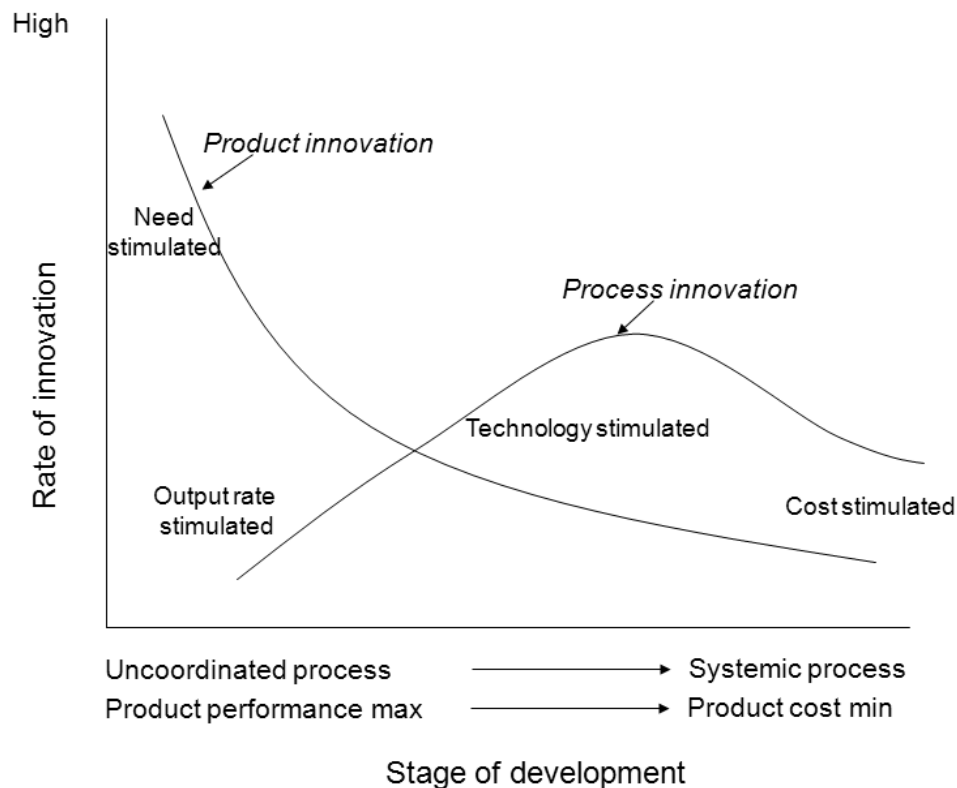 High
Product innovation
Need
stimulated
Process innovation
Rate of innovation
Technology stimulated
Output rate
stimulated
Cost stimulated
Uncoordinated process
Systemic process
Product performance max
Product cost min
Stage of development